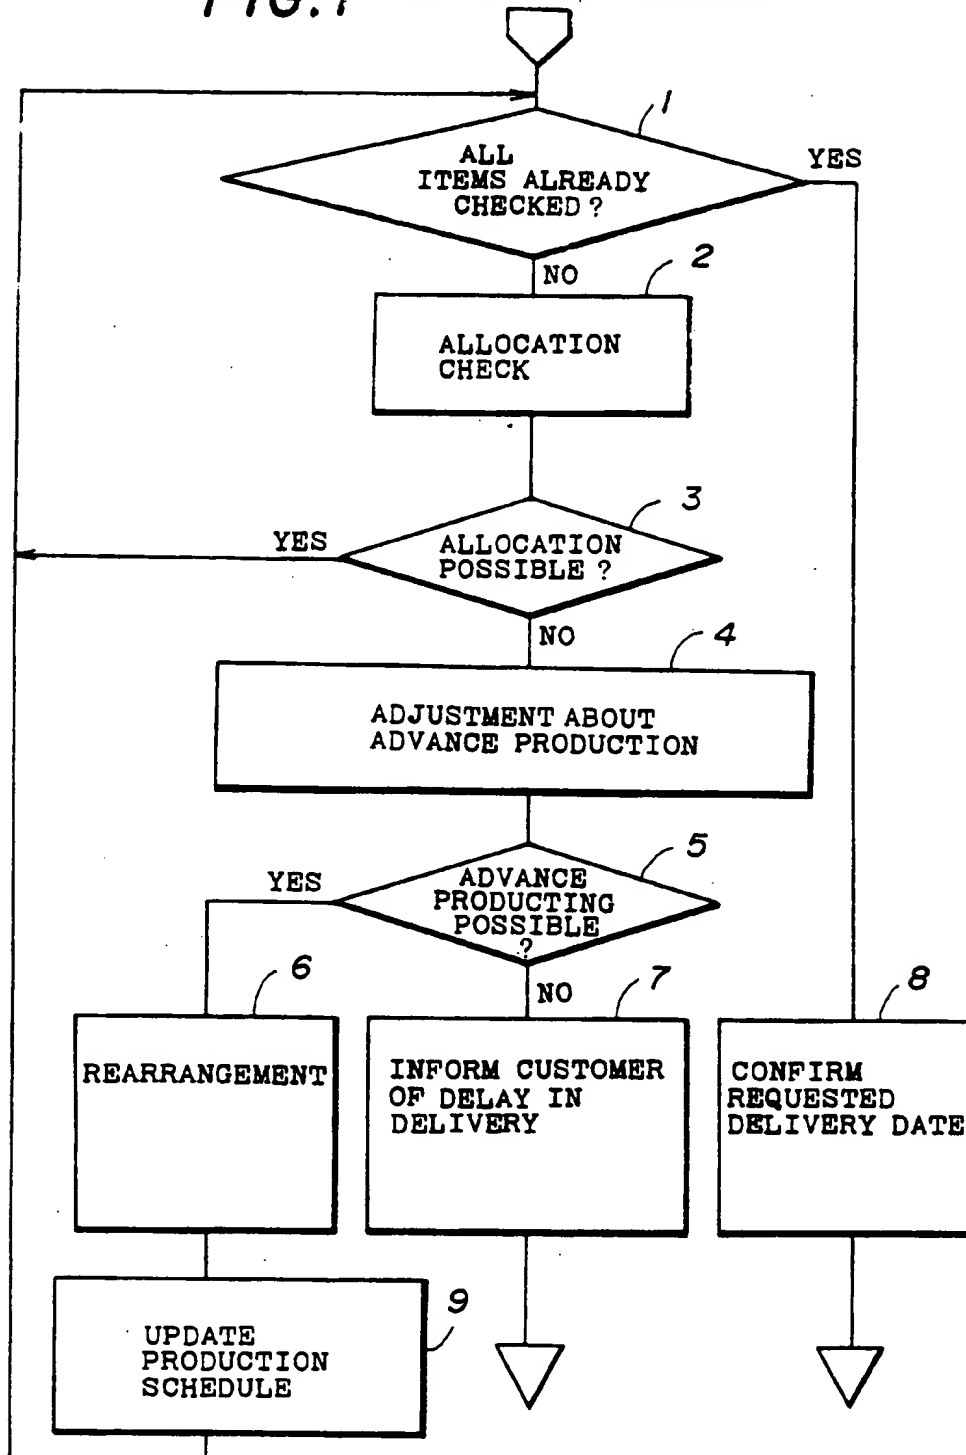 FIG.1
1
ALL
ITEMS ALREADY
CHECKED ?
YES
NO
2
ALLOCATION
CHECK
3
YES
ALLOCATION
POSSIBLE ?
NO
4
ADJUSTMENT ABOUT
ADVANCE PRODUCTION
5
YES
ADVANCE
PRODUCTING
POSSIBLE
?
NO
6
7
8
REARRANGEMENT
INFORM CUSTOMER
OF DELAY IN
DELIVERY
CONFIRM
REQUESTED
DELIVERY DATE
9
UPDATE
PRODUCTION
SCHEDULE